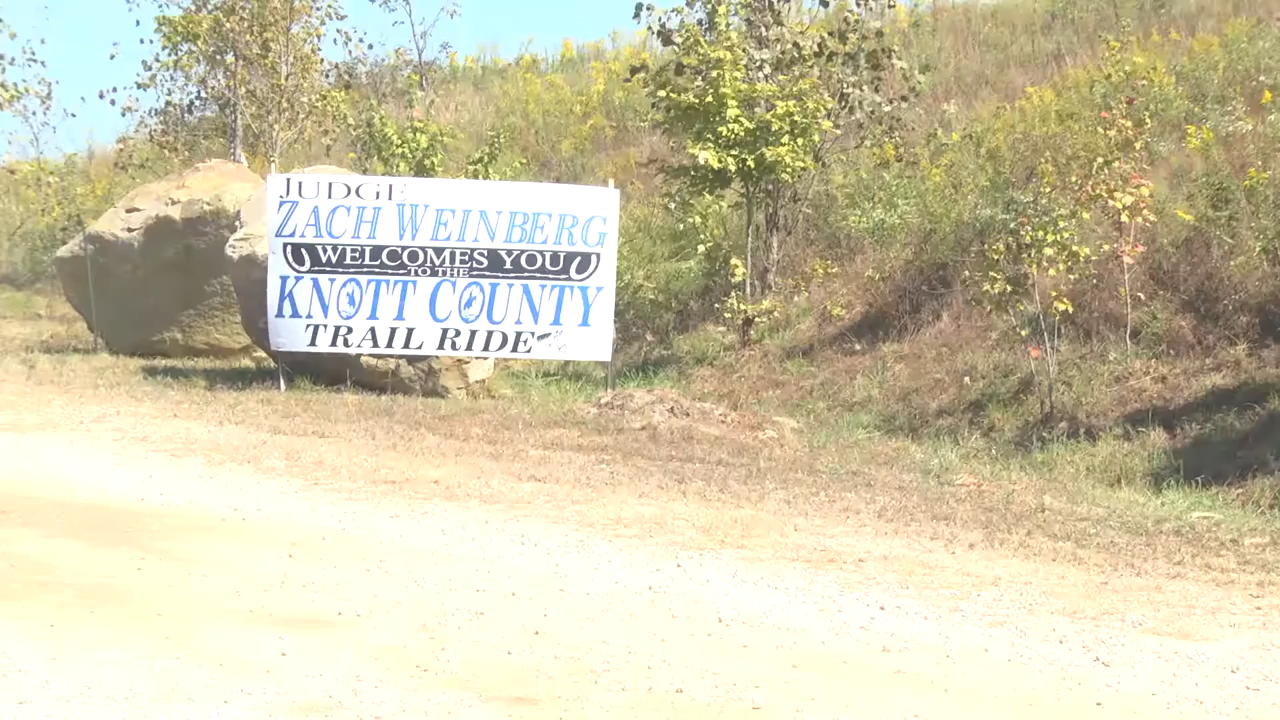 JUDGE
ZACH WEINBERG
WELCOMES YOU
TO THE
KNOTT COUNTY
TRAIL RIDE